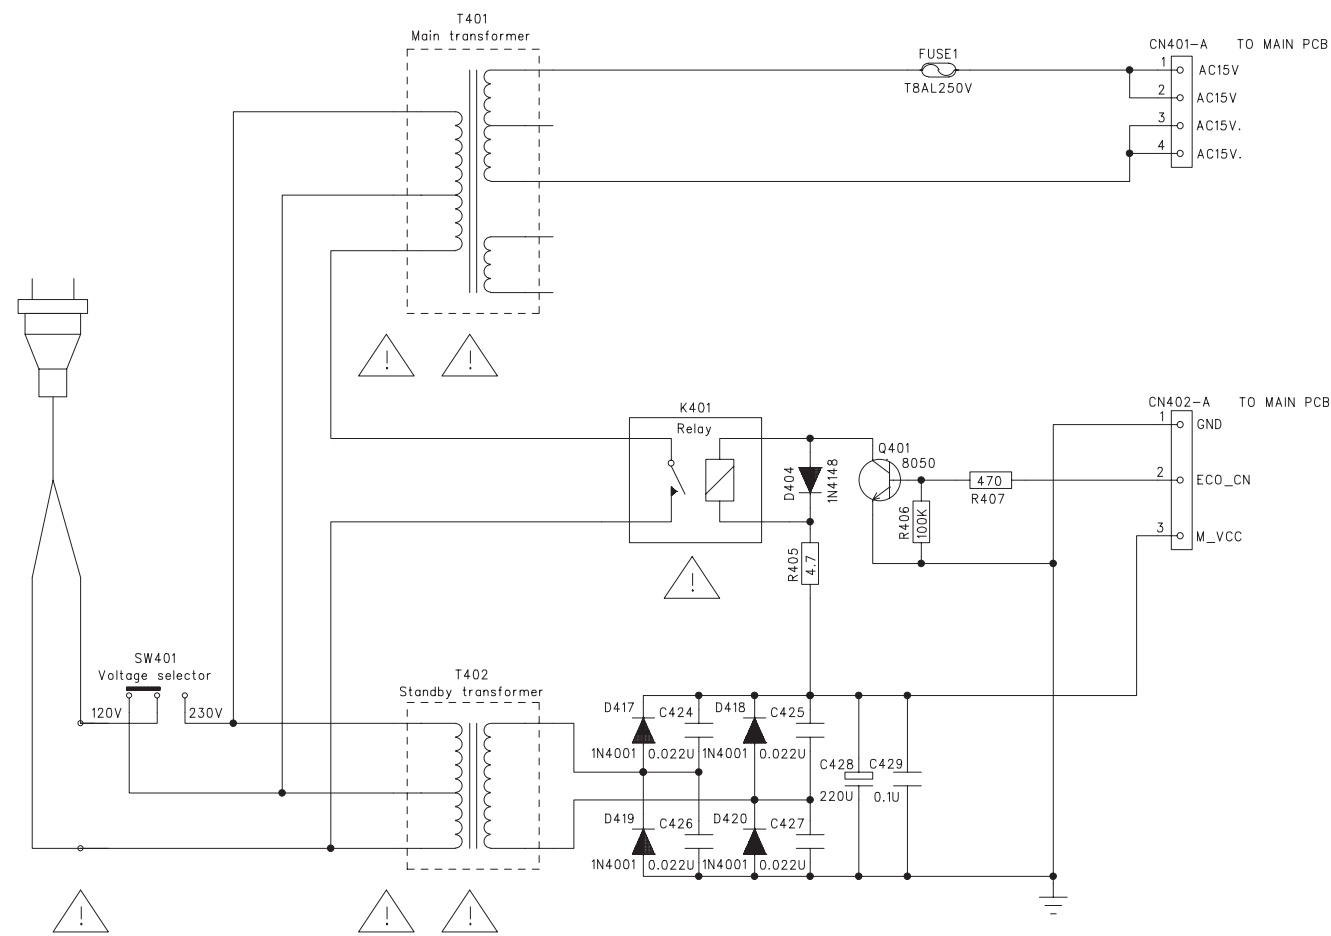 T401
Main transformer
FUSE1
T8AL250V
CN401-A TO MAIN PCB
1 AC15V
2 AC15V
3 AC15V.
4 AC15V.
!
!
K401
Relay
D404
1N4148
Q401
8050
R406
100K
470
R407
R405
4.7
!
CN402-A TO MAIN PCB
1 GND
2 ECO_CN
3 M_VCC
SW401
Voltage selector
120V
230V
T402
Standby transformer
D417
C424
D418
C425
1N4001
0.022U
1N4001
0.022U
C428
C429
220U
0.1U
D419
C426
D420
C427
1N4001
0.022U
1N4001
0.022U
!
!
!